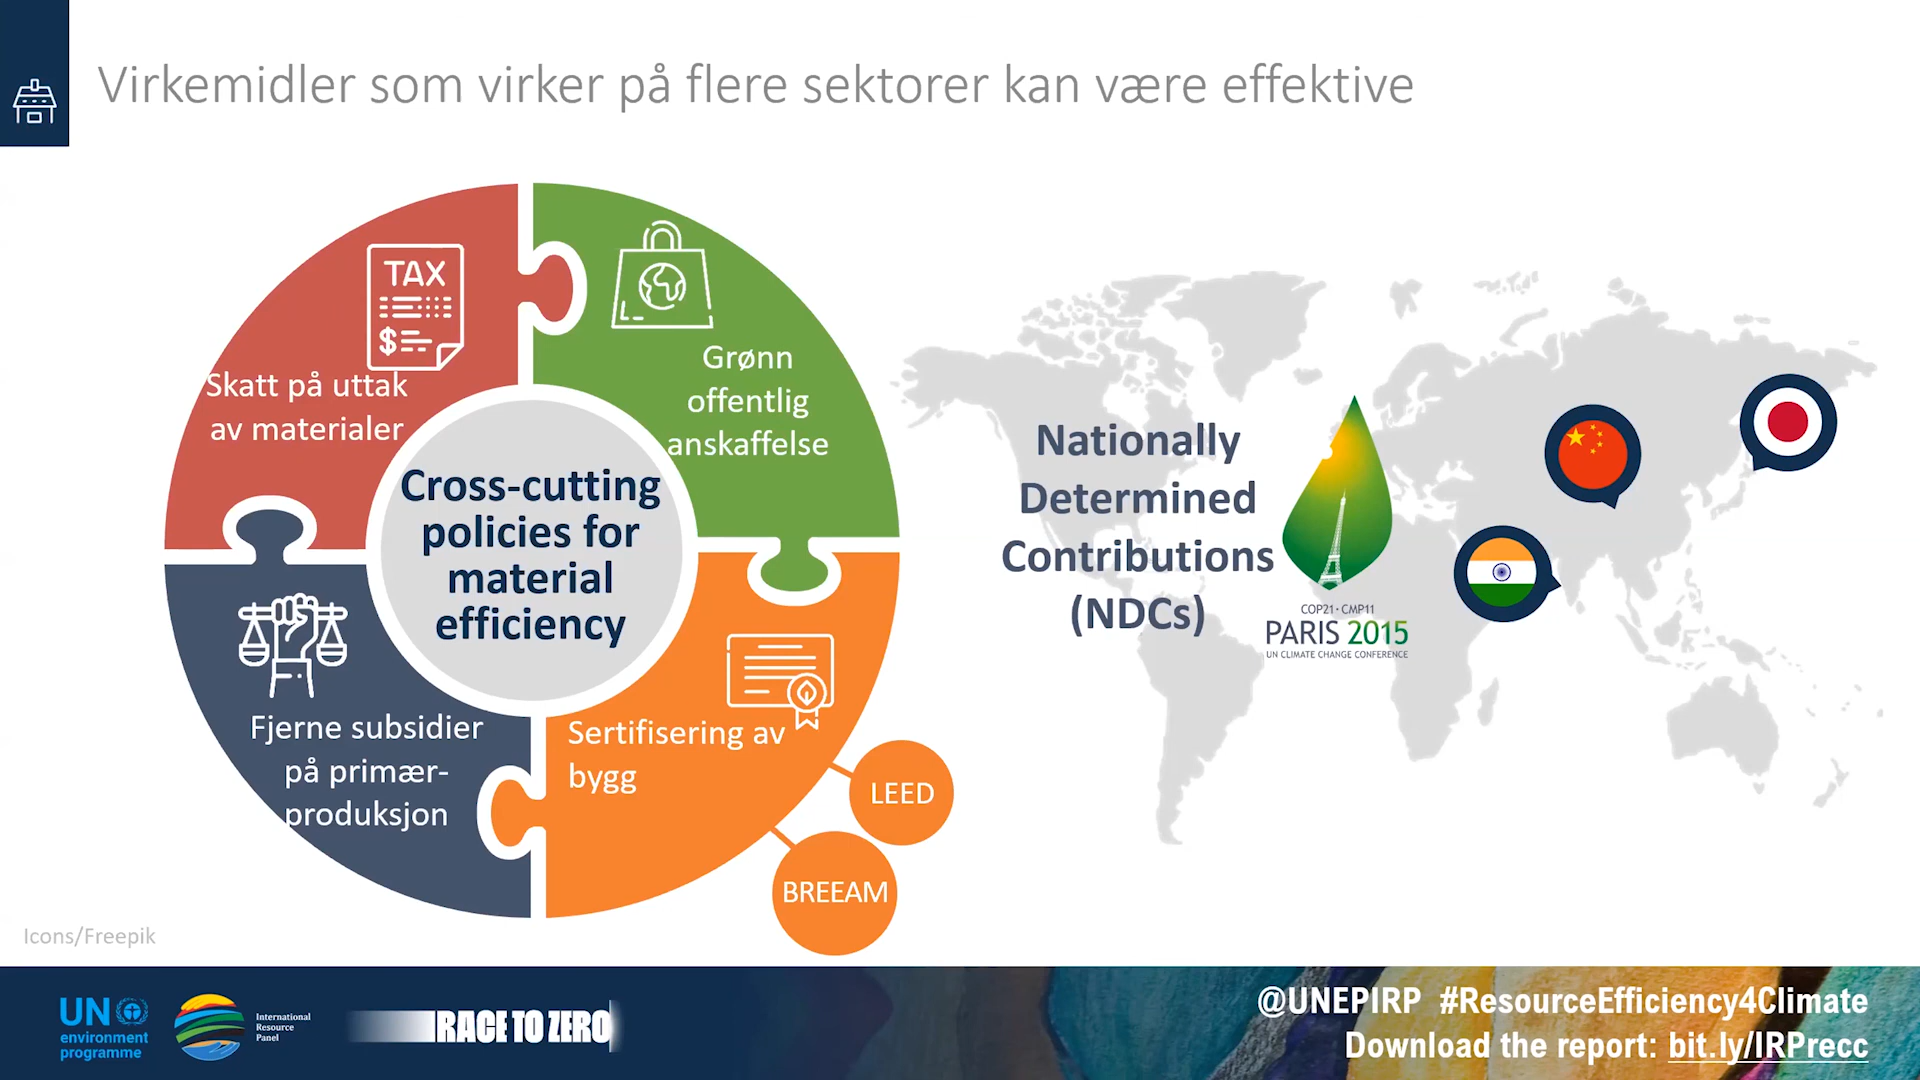 Virkemidler som virker på flere sektorer kan være effektive
TAX
$
Skatt på uttak
av materialer
Grønn
offentlig
anskaffelse
Cross-cutting
policies for
material
efficiency
Fjerne subsidier
på primær-
produksjon
Sertifisering av
bygg
LEED
BREEAM
Nationally
Determined
Contributions
(NDCs)
COP21·CMP11
PARIS 2015
UN CLIMATE CHANGE CONFERENCE
Icons/Freepik
UN
environment
programme
International
Resource
Panel
RACE TO ZERO
@UNEPIRP #ResourceEfficiency4Climate
Download the report: bit.ly/IRPrecc